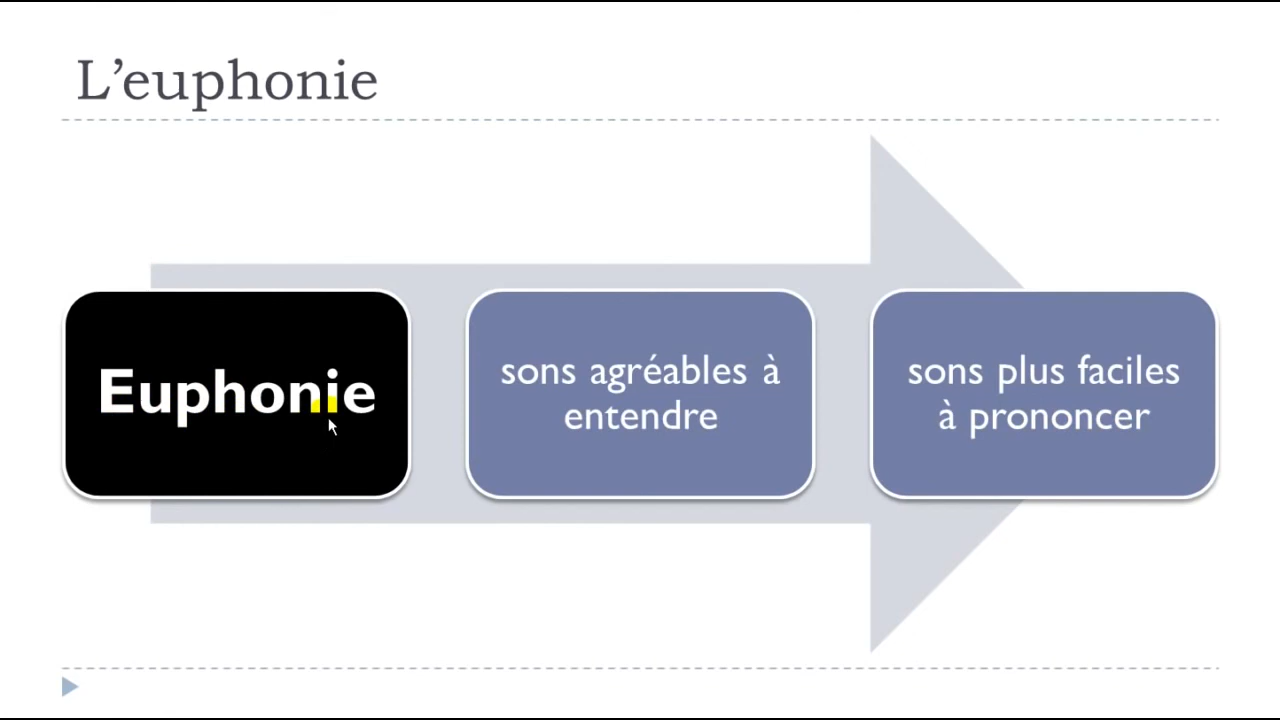 L’euphonie
Euphonie
sons agréables à
entendre
sons plus faciles
à prononcer